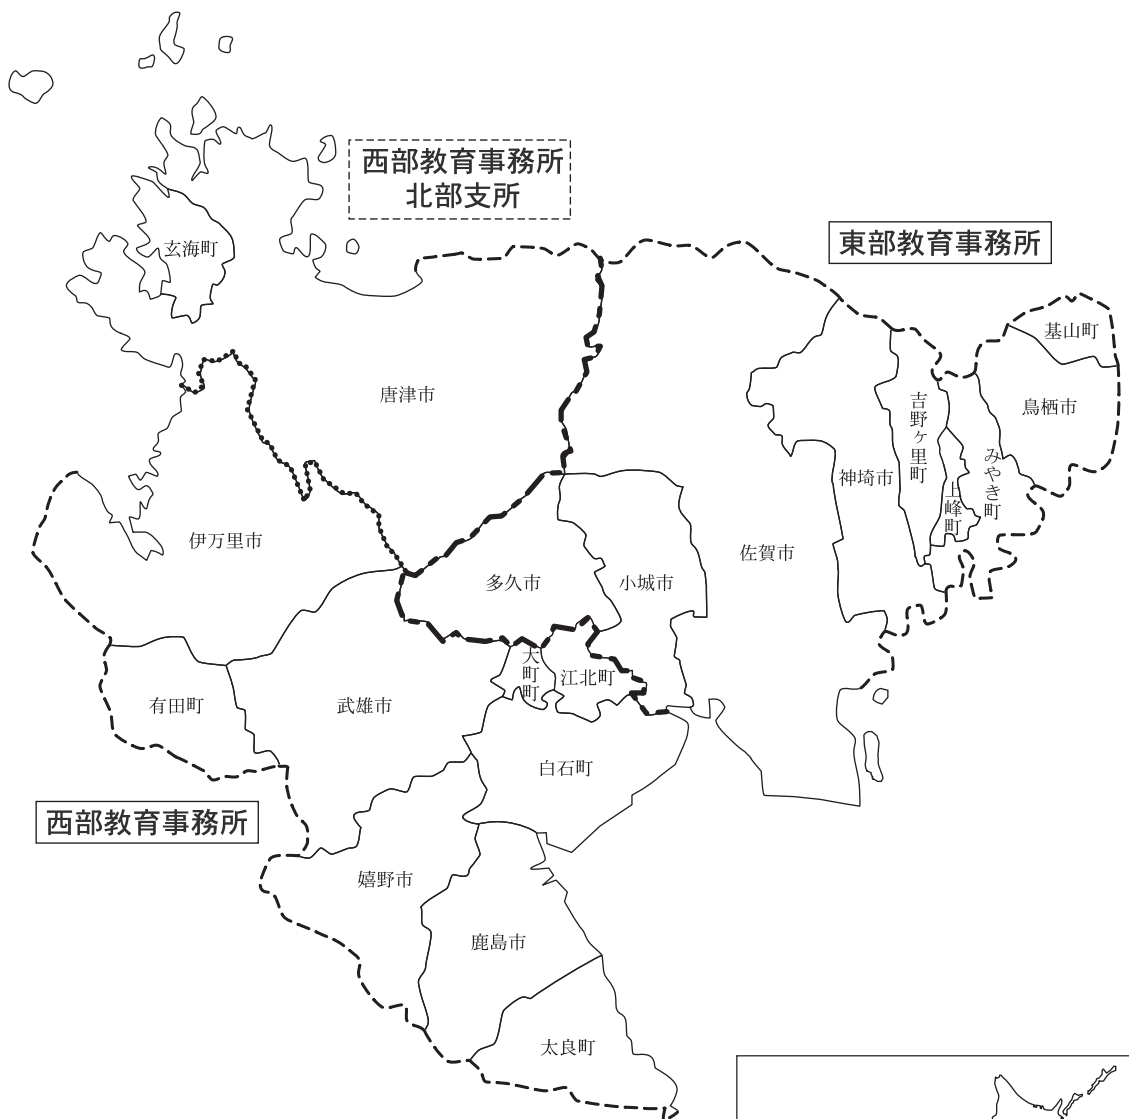 西部教育事務所
北部支所
東部教育事務所
玄海町
基山町
唐津市
鳥栖市
吉野ヶ里町
みやき町
神埼市
上峰町
伊万里市
佐賀市
多久市
小城市
大町町
江北町
有田町
武雄市
白石町
西部教育事務所
嬉野市
鹿島市
太良町